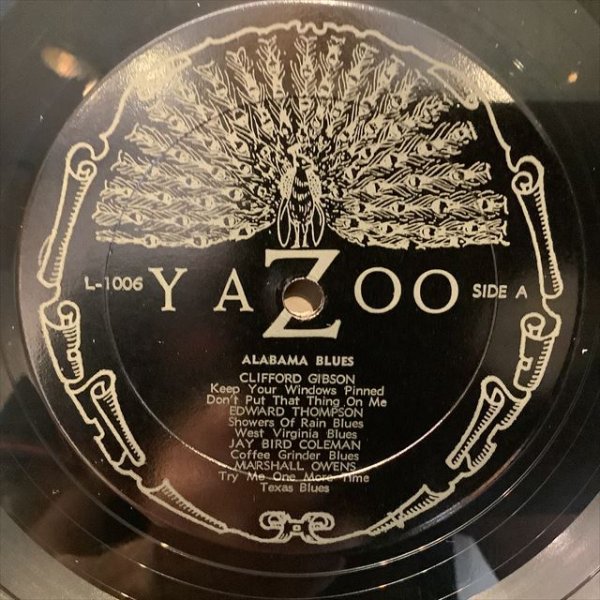 L-1006 YAZOO SIDE A
ALABAMA BLUES
CLIFFORD GIBSON
Keep Your Windows Pinned
Don't Put That Thing On Me
EDWARD THOMPSON
Showers Of Rain Blues
West Virginia Blues
JAY BIRD COLEMAN
Coffee Grinder Blues
MARSHALL OWENS
Try Me One More Time
Texas Blues